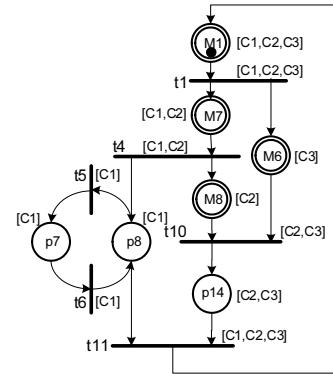 M1 [C1,C2,C3]
t1 [C1,C2,C3]
[C1,C2] M7
M6 [C3]
t4 [C1,C2]
t5 [C1]
M8 [C2]
[C1] [C1]
p7 p8
t10 [C2,C3]
t6 [C1]
p14 [C2,C3]
t11 [C1,C2,C3]